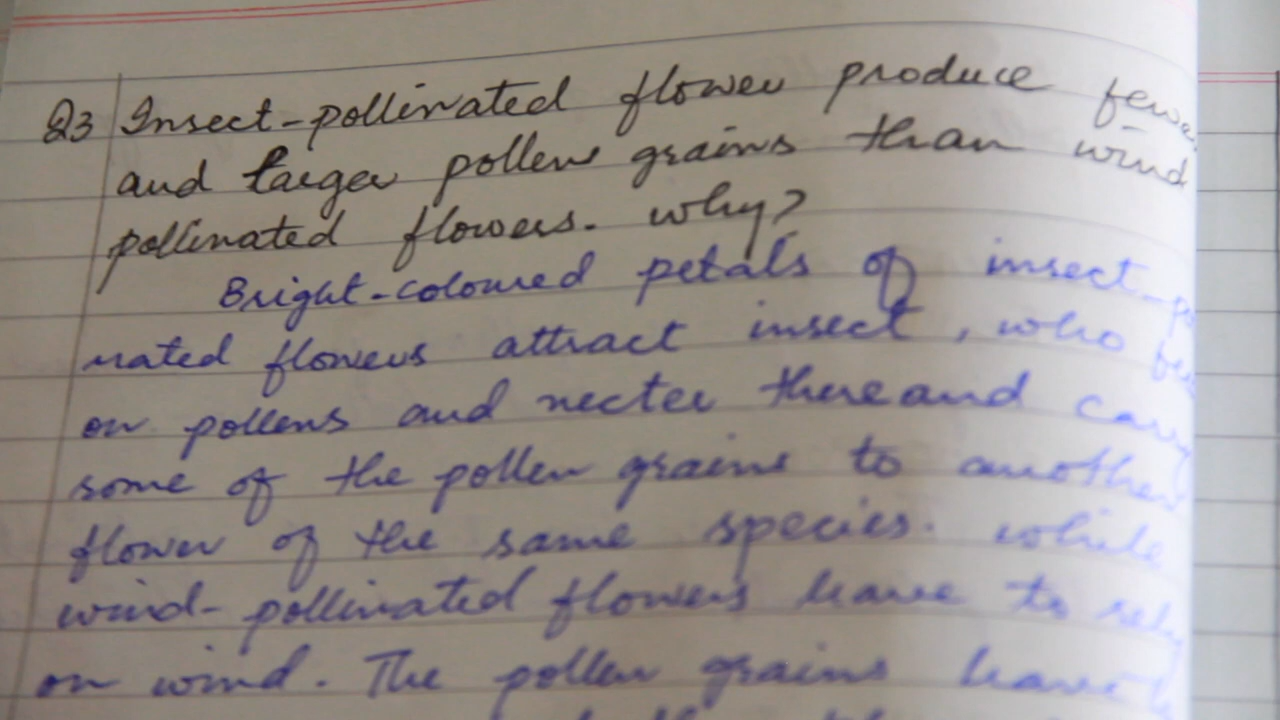 Q3 Insect-pollinated flower produce fewer
and larger pollen grains than wind
pollinated flowers. why?
Bright-coloured petals of insect-po
nated flowers attract insect, who
on pollens and necter there and carry
some of the pollen grains to another
flower of the same species. while
wind-pollinated flowers have to rely
on wind. The pollen grains have